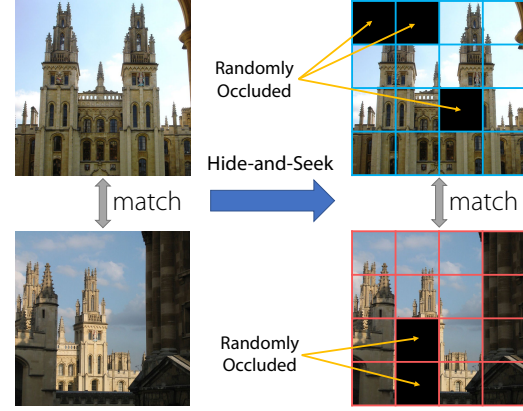 Randomly
Occluded
Hide-and-Seek
match
match
Randomly
Occluded